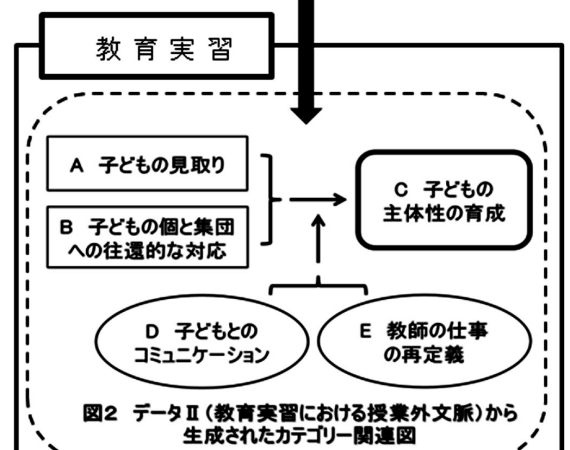 教育実習
A 子どもの見取り
B 子どもの個と集団
への往還的な対応
C 子どもの
主体性の育成
D 子どもとの
コミュニケーション
E 教師の仕事
の再定義
図2 データⅡ(教育実習における授業外文脈)から
生成されたカテゴリー関連図